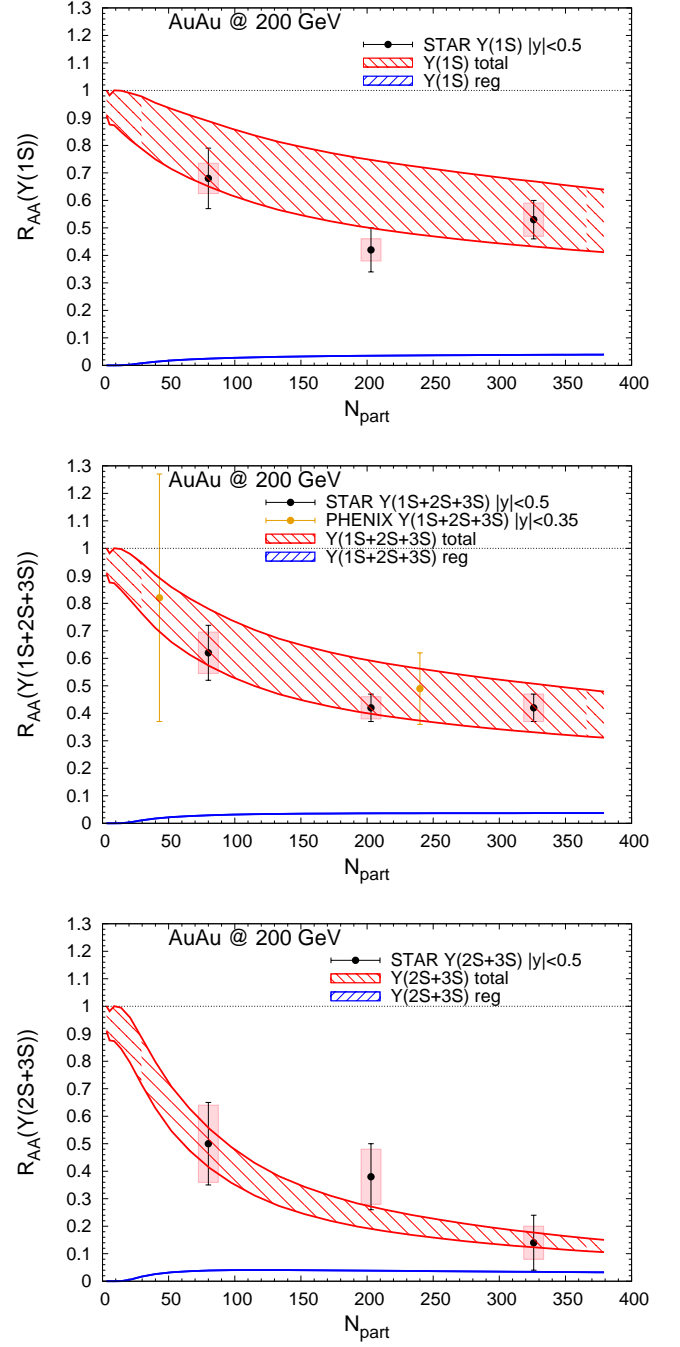 AuAu @ 200 GeV
STAR Y(1S) |y|<0.5
Y(1S) total
Y(1S) reg
1.3
1.2
1.1
1
0.9
0.8
0.7
0.6
0.5
0.4
0.3
0.2
0.1
0
R_AA(Y(1S))
0 50 100 150 200 250 300 350 400
N_part
AuAu @ 200 GeV
STAR Y(1S+2S+3S) |y|<0.5
PHENIX Y(1S+2S+3S) |y|<0.35
Y(1S+2S+3S) total
Y(1S+2S+3S) reg
1.3
1.2
1.1
1
0.9
0.8
0.7
0.6
0.5
0.4
0.3
0.2
0.1
0
R_AA(Y(1S+2S+3S))
0 50 100 150 200 250 300 350 400
N_part
AuAu @ 200 GeV
STAR Y(2S+3S) |y|<0.5
Y(2S+3S) total
Y(2S+3S) reg
1.3
1.2
1.1
1
0.9
0.8
0.7
0.6
0.5
0.4
0.3
0.2
0.1
0
R_AA(Y(2S+3S))
0 50 100 150 200 250 300 350 400
N_part